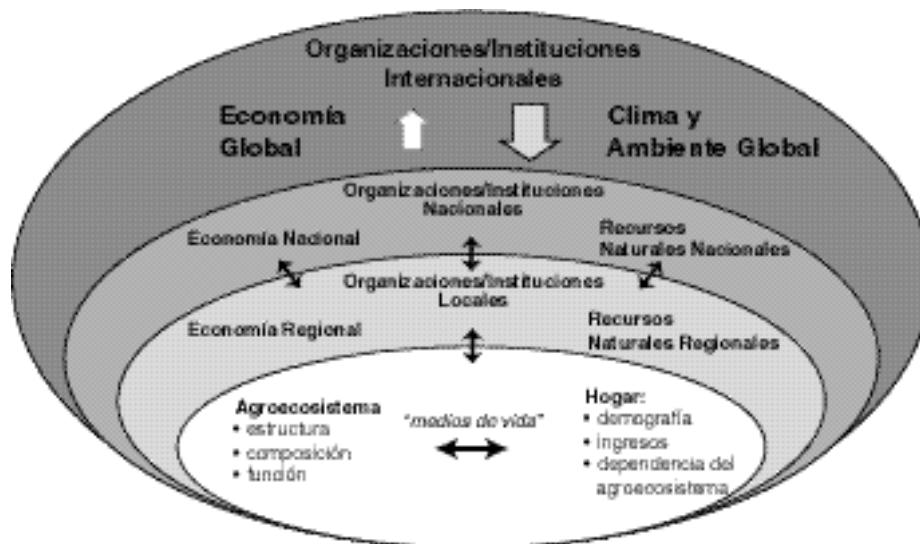 Organizaciones/Instituciones
Internacionales
Economía
Global
Clima y
Ambiente Global
Organizaciones/Instituciones
Nacionales
Economía Nacional
Recursos
Naturales Nacionales
Organizaciones/Instituciones
Locales
Economía Regional
Recursos
Naturales Regionales
Agroecosistema
• estructura
• composición
• función
"medios de vida"
Hogar:
• demografía
• ingresos
• dependencia del
agroecosistema